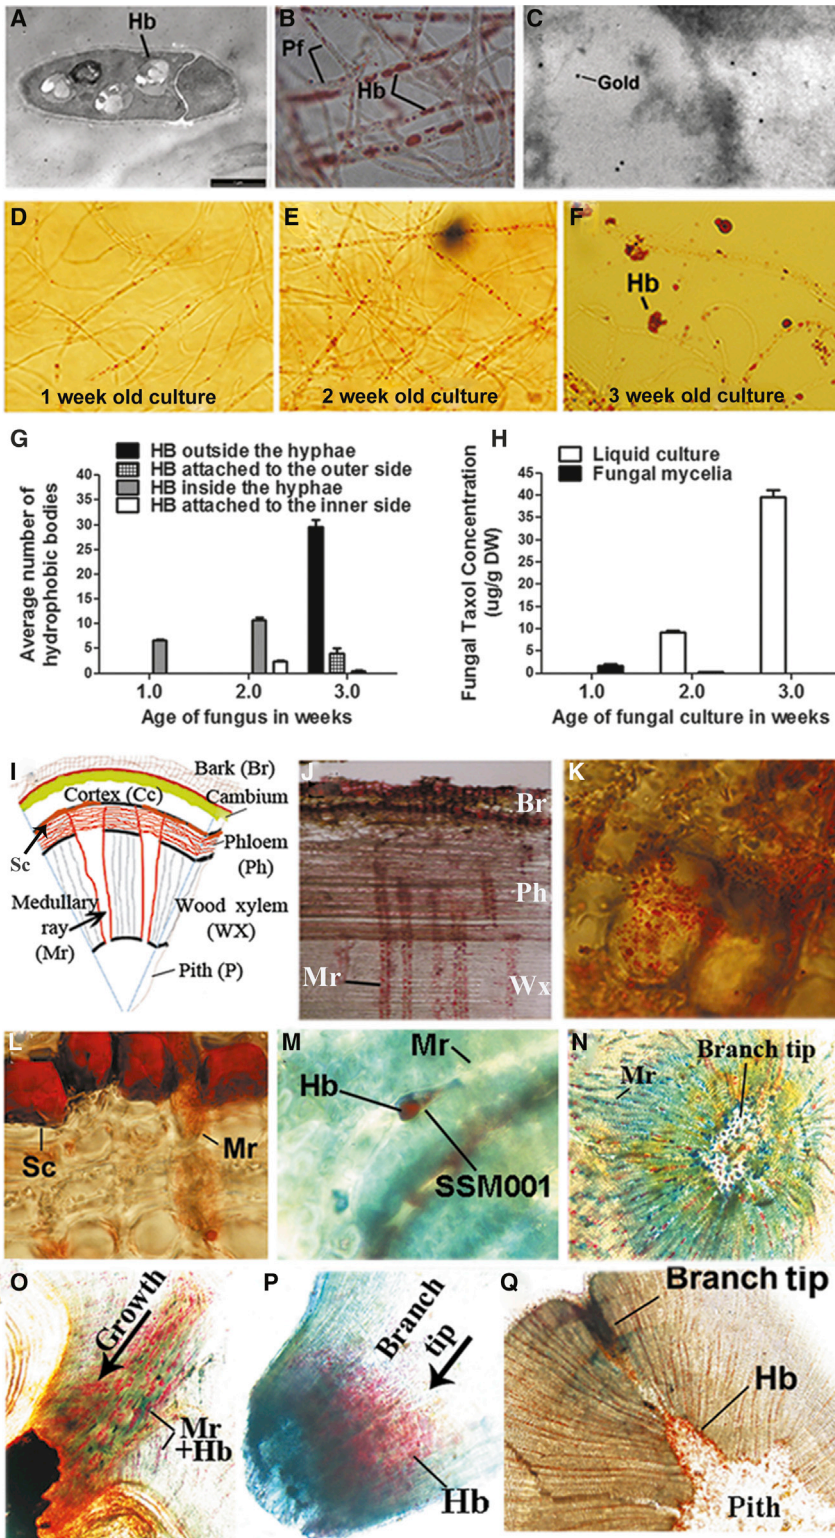 A
Hb
B
Pf
Hb
C
Gold
D
1 week old culture
E
2 week old culture
F
Hb
3 week old culture
G
HB outside the hyphae
HB attached to the outer side
HB inside the hyphae
HB attached to the inner side
Average number of
hydrophobic bodies
40
35
30
25
20
15
10
5
0
1.0
2.0
3.0
Age of fungus in weeks
H
Liquid culture
Fungal mycelia
Fungal Taxol Concentration
(ug/g DW)
45
40
35
30
25
20
15
10
5
0
1.0
2.0
3.0
Age of fungal culture in weeks
I
Bark (Br)
Cortex (Cc)
Cambium
Sc
Phloem
(Ph)
Medullary
ray
(Mr)
Wood xylem
(WX)
Pith (P)
J
Br
Ph
Mr
Wx
K
L
Sc
Mr
M
Mr
Hb
SSM001
N
Branch tip
Mr
O
Growth
Mr
+Hb
P
Branch
tip
Hb
Q
Branch tip
Hb
Pith